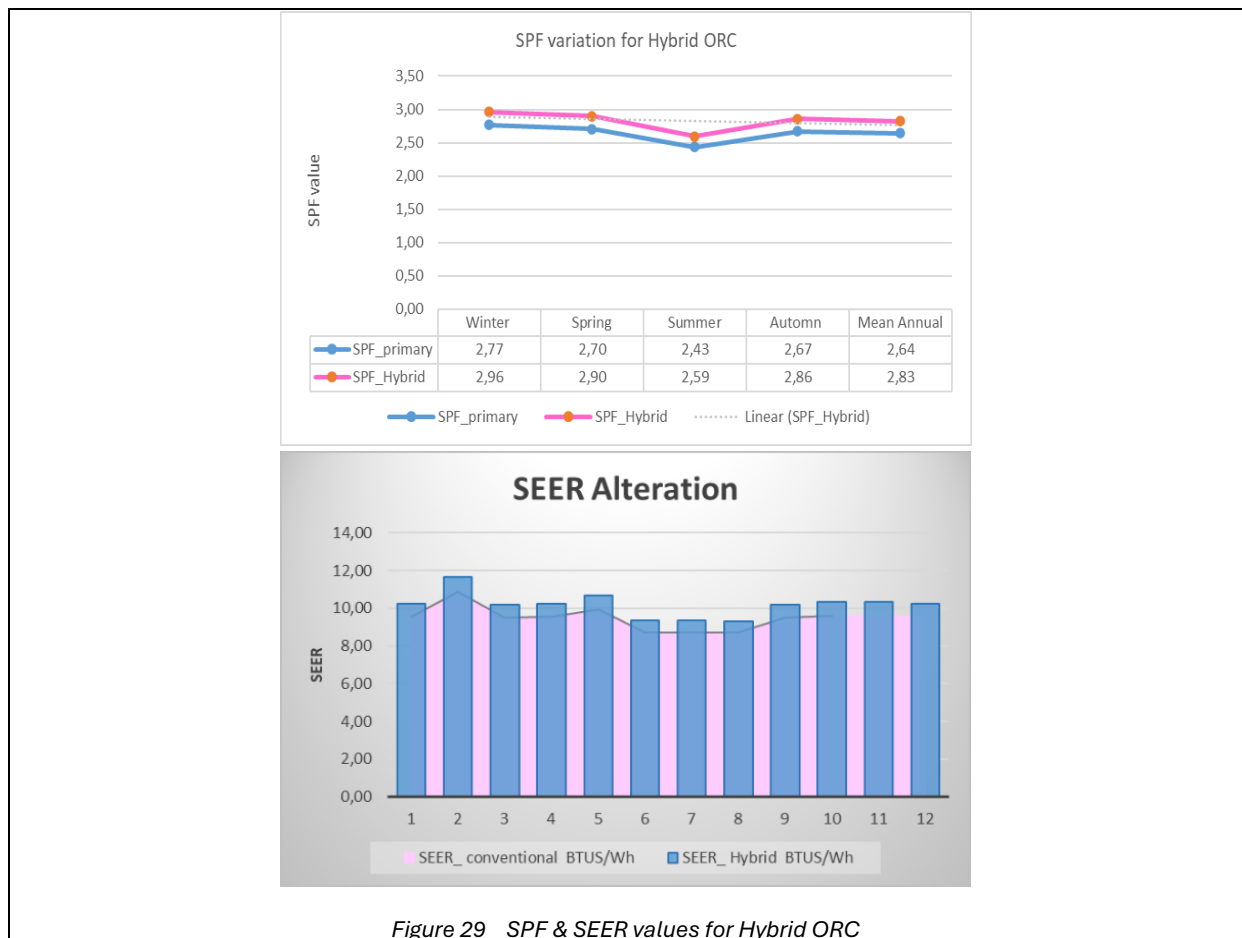 SPF variation for Hybrid ORC
3,50
3,00
2,50
2,00
1,50
1,00
0,50
0,00
SPF value
Winter Spring Summer Automn Mean Annual
SPF_primary 2,77 2,70 2,43 2,67 2,64
SPF_Hybrid 2,96 2,90 2,59 2,86 2,83
SPF_primary SPF_Hybrid Linear (SPF_Hybrid)
SEER Alteration
14,00
12,00
10,00
8,00
6,00
4,00
2,00
0,00
SEER
1 2 3 4 5 6 7 8 9 10 11 12
SEER_ conventional BTUS/Wh SEER_ Hybrid BTUS/Wh
Figure 29 SPF & SEER values for Hybrid ORC